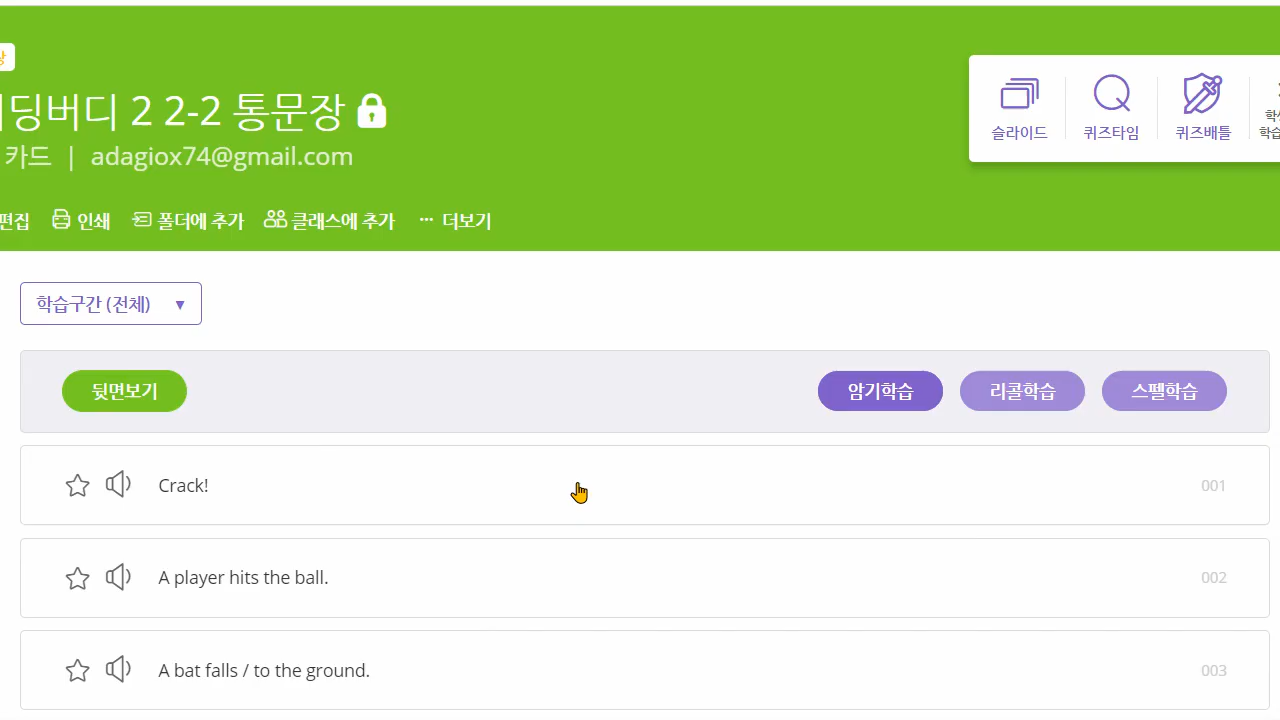 딩버디 2 2-2 통문장
카드 | adagiox74@gmail.com
슬라이드
퀴즈타임
퀴즈배틀
편집
인쇄
폴더에 추가
클래스에 추가
··· 더보기
학습구간 (전체) ▼
뒷면보기
암기학습
리콜학습
스펠학습
Crack!
001
A player hits the ball.
002
A bat falls / to the ground.
003